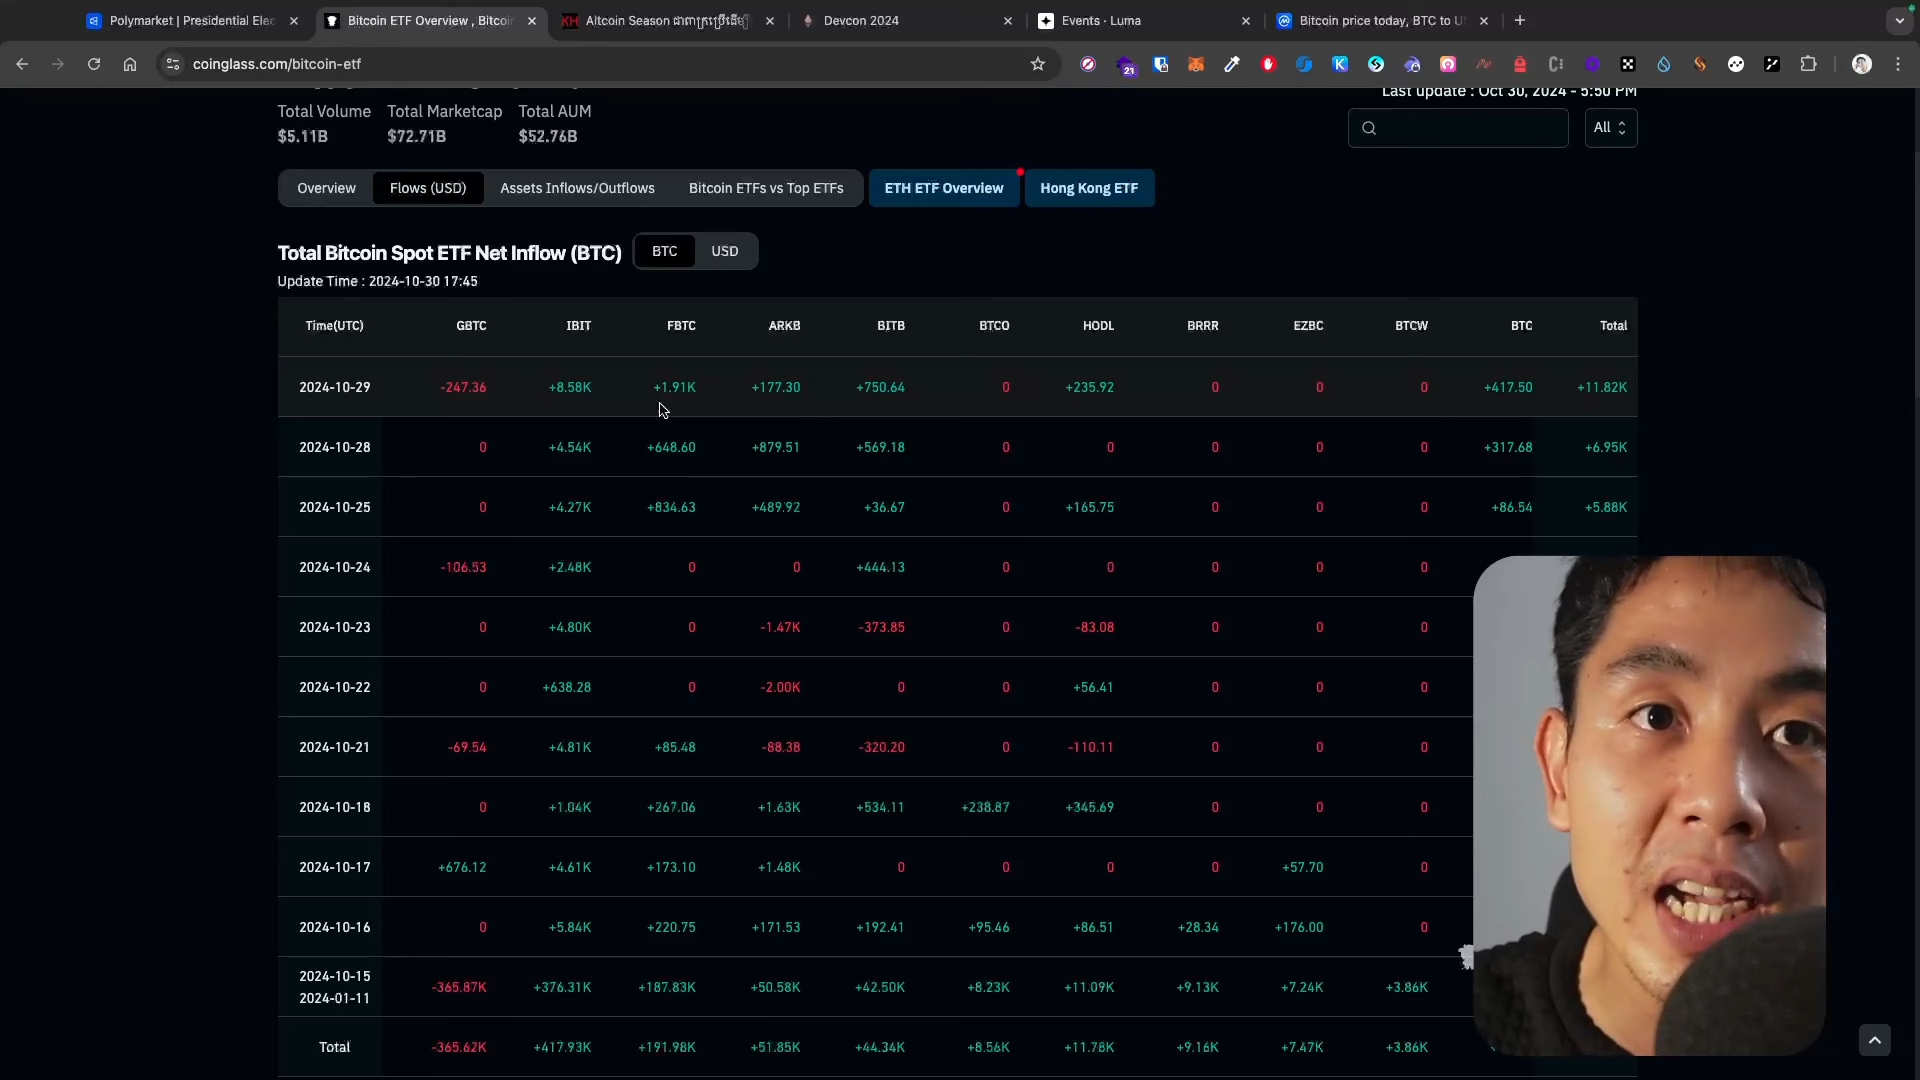 Polymarket | Presidential Elec
Bitcoin ETF Overview , Bitcoin
Altcoin Season
Devcon 2024
Events · Luma
Bitcoin price today, BTC to U
coinglass.com/bitcoin-etf
21
Last update : Oct 30, 2024 - 5:50 PM
Total Volume Total Marketcap Total AUM
$5.11B $72.71B $52.76B
All
Overview Flows (USD) Assets Inflows/Outflows Bitcoin ETFs vs Top ETFs ETH ETF Overview Hong Kong ETF
Total Bitcoin Spot ETF Net Inflow (BTC) BTC USD
Update Time : 2024-10-30 17:45
Time(UTC) GBTC IBIT FBTC ARKB BITB BTCO HODL BRRR EZBC BTCW BTC Total
2024-10-29 -247.36 +8.58K +1.91K +177.30 +750.64 0 +235.92 0 0 0 +417.50 +11.82K
2024-10-28 0 +4.54K +648.60 +879.51 +569.18 0 0 0 0 0 +317.68 +6.95K
2024-10-25 0 +4.27K +834.63 +489.92 +36.67 0 +165.75 0 0 0 +86.54 +5.88K
2024-10-24 -106.53 +2.48K 0 0 +444.13 0 0 0 0 0
2024-10-23 0 +4.80K 0 -1.47K -373.85 0 -83.08 0 0 0
2024-10-22 0 +638.28 0 -2.00K 0 0 +56.41 0 0 0
2024-10-21 -69.54 +4.81K +85.48 -88.38 -320.20 0 -110.11 0 0 0
2024-10-18 0 +1.04K +267.06 +1.63K +534.11 +238.87 +345.69 0 0 0
2024-10-17 +676.12 +4.61K +173.10 +1.48K 0 0 0 0 +57.70 0
2024-10-16 0 +5.84K +220.75 +171.53 +192.41 +95.46 +86.51 +28.34 +176.00 0
2024-10-15
2024-01-11 -365.87K +376.31K +187.83K +50.58K +42.50K +8.23K +11.09K +9.13K +7.24K +3.86K
Total -365.62K +417.93K +191.98K +51.85K +44.34K +8.56K +11.78K +9.16K +7.47K +3.86K